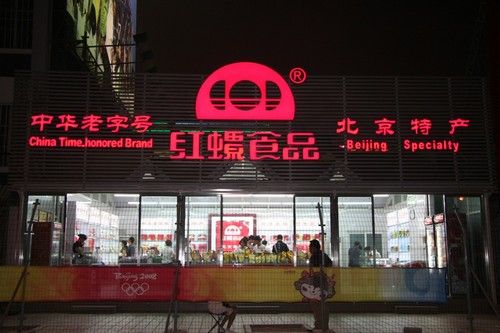 ®
中华老字号
China Time-honored Brand
红螺食品
北京特产
Beijing Specialty
Beijing 2008